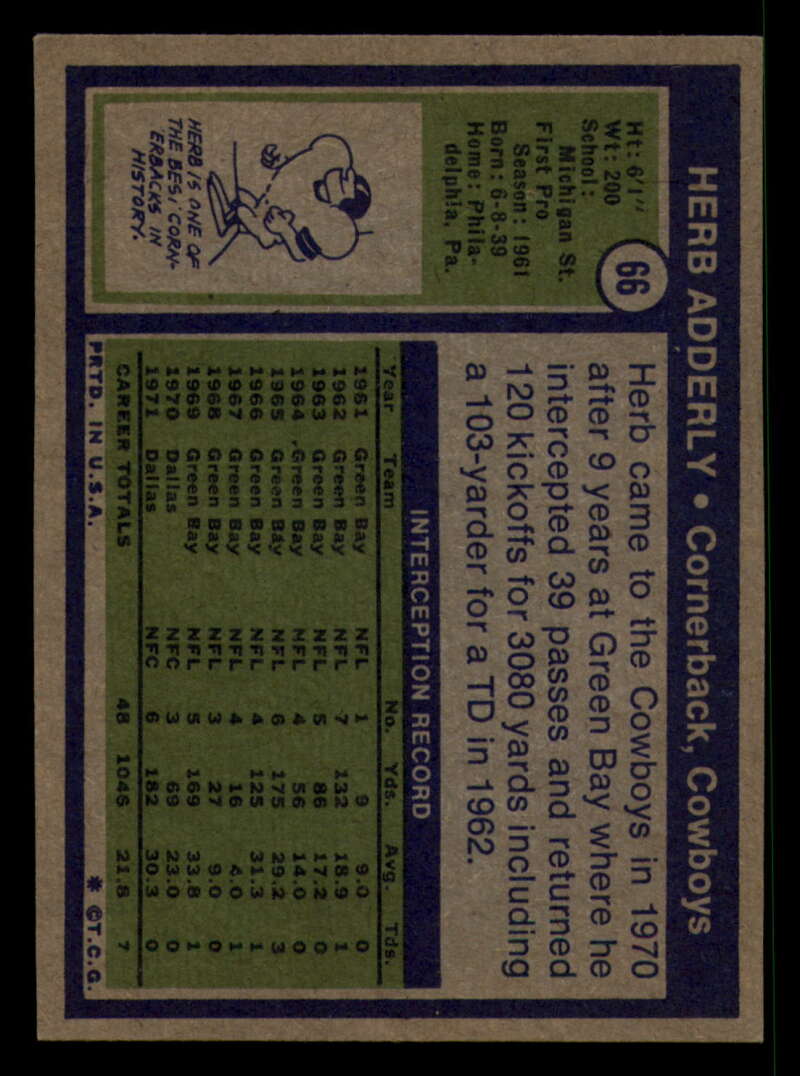 HERB ADDERLY • Cornerback, Cowboys
66
Ht: 6'1"
Wt: 200
School:
Michigan St.
First Pro
Season: 1961
Born: 6-8-39
Home: Phila-
delphia, Pa.
HERB IS ONE OF
THE BEST CORN-
ERBACKS IN
HISTORY.
Herb came to the Cowboys in 1970
after 9 years at Green Bay where he
intercepted 39 passes and returned
120 kickoffs for 3080 yards including
a 103-yarder for a TD in 1962.
INTERCEPTION RECORD
Year Team No. Yds. Avg. Tds.
1961 Green Bay NFL 1 9 9.0 0
1962 Green Bay NFL 7 132 18.9 1
1963 Green Bay NFL 5 86 17.2 0
1964 Green Bay NFL 4 56 14.0 0
1965 Green Bay NFL 6 175 29.2 3
1966 Green Bay NFL 4 125 31.3 1
1967 Green Bay NFL 4 16 4.0 1
1968 Green Bay NFL 3 27 9.0 0
1969 Green Bay NFL 5 169 33.8 1
1970 Dallas NFC 3 69 23.0 0
1971 Dallas NFC 6 182 30.3 0
CAREER TOTALS 48 1046 21.8 7
PRTD. IN U.S.A. * ©T.C.G.